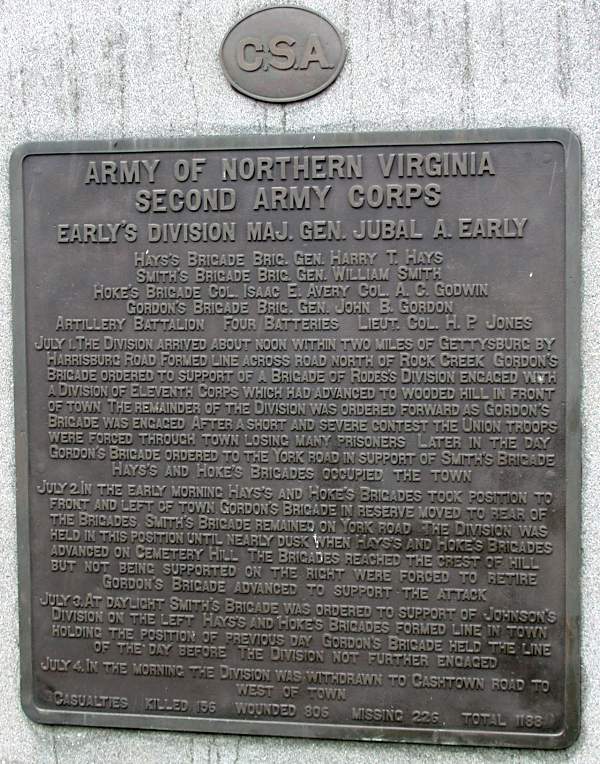 C.S.A.
ARMY OF NORTHERN VIRGINIA
SECOND ARMY CORPS
EARLY'S DIVISION MAJ. GEN. JUBAL A. EARLY
HAYS'S BRIGADE BRIG. GEN. HARRY T. HAYS
SMITH'S BRIGADE BRIG. GEN. WILLIAM SMITH
HOKE'S BRIGADE COL. ISAAC E. AVERY COL. A. C. GODWIN
GORDON'S BRIGADE BRIG. GEN. JOHN B. GORDON
ARTILLERY BATTALION FOUR BATTERIES LIEUT. COL. H. P. JONES
JULY 1. THE DIVISION ARRIVED ABOUT NOON WITHIN TWO MILES OF GETTYSBURG BY
HARRISBURG ROAD FORMED LINE ACROSS ROAD NORTH OF ROCK CREEK GORDON'S
BRIGADE ORDERED TO SUPPORT OF A BRIGADE OF RODES'S DIVISION ENGAGED WITH
A DIVISION OF ELEVENTH CORPS WHICH HAD ADVANCED TO WOODED HILL IN FRONT
OF TOWN THE REMAINDER OF THE DIVISION WAS ORDERED FORWARD AS GORDON'S
BRIGADE WAS ENGAGED AFTER A SHORT AND SEVERE CONTEST THE UNION TROOPS
WERE FORCED THROUGH TOWN LOSING MANY PRISONERS LATER IN THE DAY
GORDON'S BRIGADE ORDERED TO THE YORK ROAD IN SUPPORT OF SMITH'S BRIGADE
HAYS'S AND HOKE'S BRIGADES OCCUPIED THE TOWN
JULY 2. IN THE EARLY MORNING HAYS'S AND HOKE'S BRIGADES TOOK POSITION TO
FRONT AND LEFT OF TOWN GORDON'S BRIGADE IN RESERVE MOVED TO REAR OF
THE BRIGADES SMITH'S BRIGADE REMAINED ON YORK ROAD THE DIVISION WAS
HELD IN THIS POSITION UNTIL NEARLY DUSK WHEN HAYS'S AND HOKE'S BRIGADES
ADVANCED ON CEMETERY HILL THE BRIGADES REACHED THE CREST OF HILL
BUT NOT BEING SUPPORTED ON THE RIGHT WERE FORCED TO RETIRE
GORDON'S BRIGADE ADVANCED TO SUPPORT THE ATTACK
JULY 3. AT DAYLIGHT SMITH'S BRIGADE WAS ORDERED TO SUPPORT OF JOHNSON'S
DIVISION ON THE LEFT HAYS'S AND HOKE'S BRIGADES FORMED LINE IN TOWN
HOLDING THE POSITION OF PREVIOUS DAY GORDON'S BRIGADE HELD THE LINE
OF THE DAY BEFORE THE DIVISION NOT FURTHER ENGAGED
JULY 4. IN THE MORNING THE DIVISION WAS WITHDRAWN TO CASHTOWN ROAD TO
WEST OF TOWN
CASUALTIES KILLED 156 WOUNDED 806 MISSING 226 TOTAL 1188